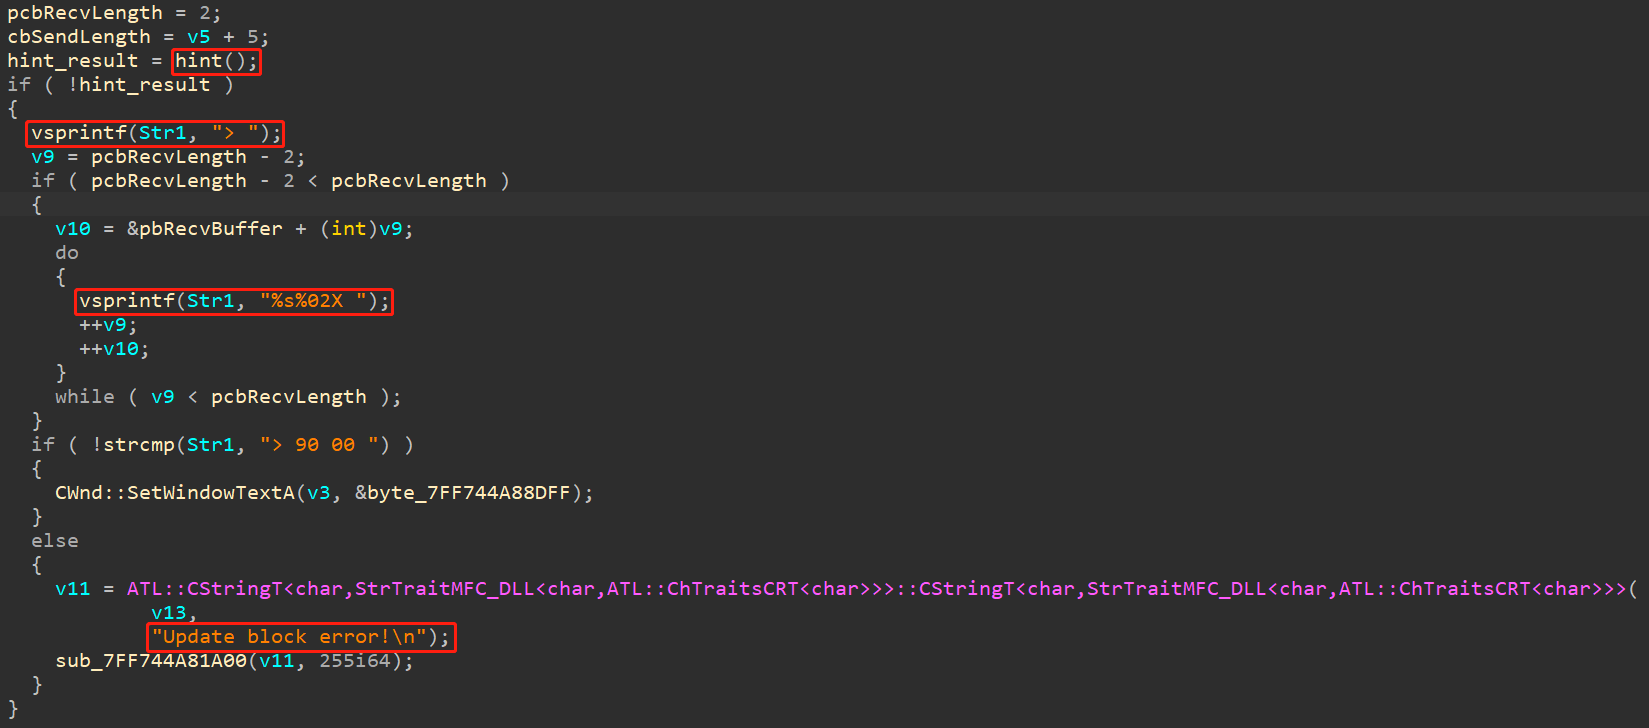 pcbRecvLength = 2;
cbSendLength = v5 + 5;
hint_result = hint();
if ( !hint_result )
{
  vsprintf(Str1, "> ");
  v9 = pcbRecvLength - 2;
  if ( pcbRecvLength - 2 < pcbRecvLength )
  {
    v10 = &pbRecvBuffer + (int)v9;
    do
    {
      vsprintf(Str1, "%s%02X ");
      ++v9;
      ++v10;
    }
    while ( v9 < pcbRecvLength );
  }
  if ( !strcmp(Str1, "> 90 00 ") )
  {
    CWnd::SetWindowTextA(v3, &byte_7FF744A88DFF);
  }
  else
  {
    v11 = ATL::CStringT<char,StrTraitMFC_DLL<char,ATL::ChTraitsCRT<char>>>::CStringT<char,StrTraitMFC_DLL<char,ATL::ChTraitsCRT<char>>>(
            v13,
            "Update block error!\n");
    sub_7FF744A81A00(v11, 255i64);
  }
}